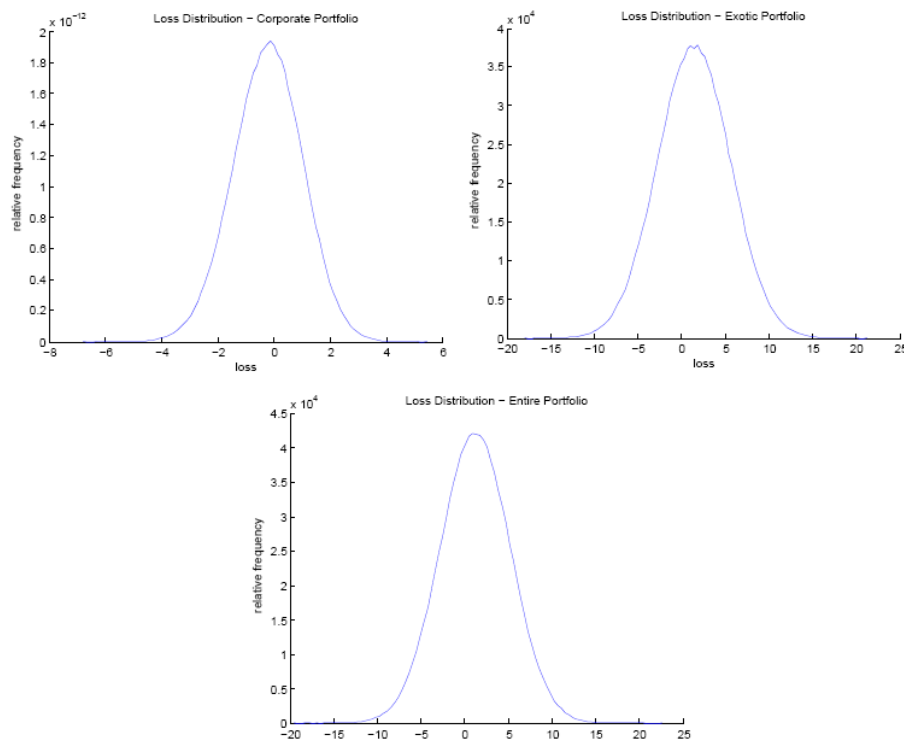 x 10⁻¹²
Loss Distribution − Corporate Portfolio
2
1.8
1.6
1.4
1.2
1
0.8
0.6
0.4
0.2
0
relative frequency
−8 −6 −4 −2 0 2 4 6
loss
x 10⁴
Loss Distribution − Exotic Portfolio
4
3.5
3
2.5
2
1.5
1
0.5
0
relative frequency
−20 −15 −10 −5 0 5 10 15 20 25
loss
x 10⁴
Loss Distribution − Entire Portfolio
4.5
4
3.5
3
2.5
2
1.5
1
0.5
0
relative frequency
−20 −15 −10 −5 0 5 10 15 20 25